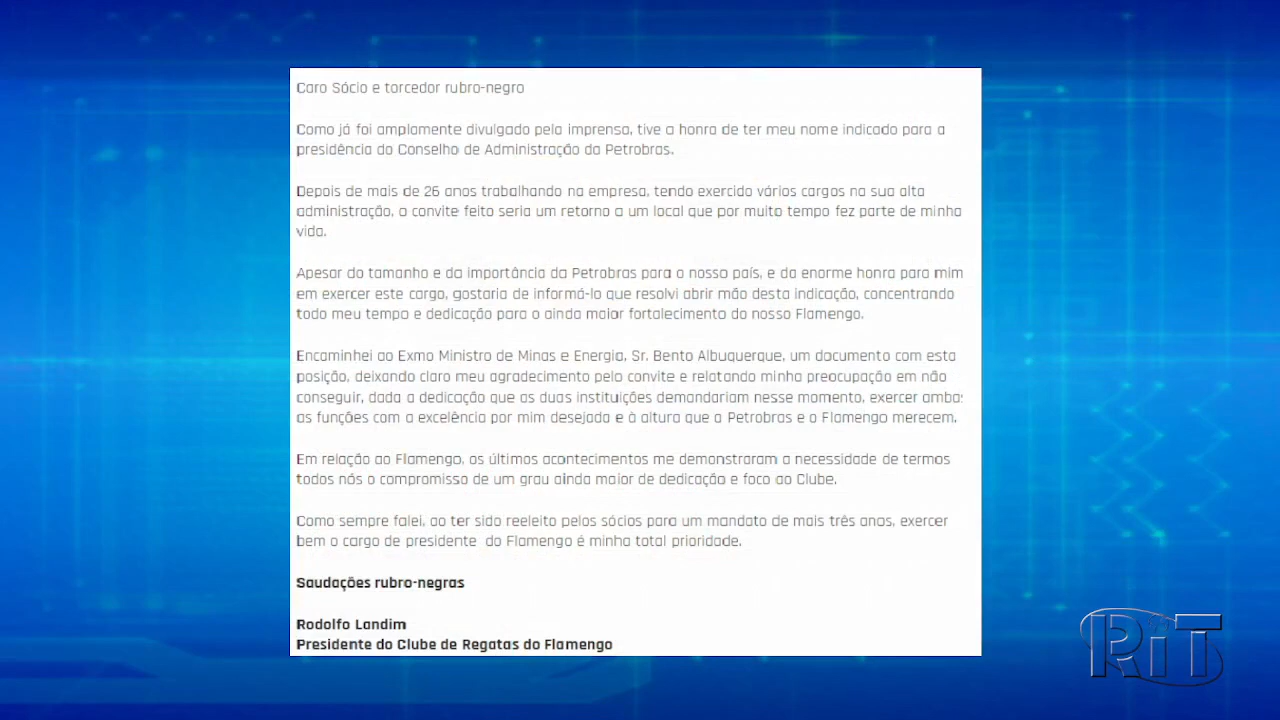 Caro Sócio e torcedor rubro-negro
Como já foi amplamente divulgado pela imprensa, tive a honra de ter meu nome indicado para a
presidência do Conselho de Administração da Petrobras.
Depois de mais de 26 anos trabalhando na empresa, tendo exercido vários cargos na sua alta
administração, o convite feito seria um retorno a um local que por muito tempo fez parte de minha
vida.
Apesar do tamanho e da importância da Petrobras para o nosso país, e da enorme honra para mim
em exercer este cargo, gostaria de informá-lo que resolvi abrir mão desta indicação, concentrando
todo meu tempo e dedicação para o ainda maior fortalecimento do nosso Flamengo.
Encaminhei ao Exmo Ministro de Minas e Energia, Sr. Bento Albuquerque, um documento com esta
posição, deixando claro meu agradecimento pelo convite e relatando minha preocupação em não
conseguir, dada a dedicação que as duas instituições demandariam nesse momento, exercer ambas
as funções com a excelência por mim desejada e à altura que a Petrobras e o Flamengo merecem.
Em relação ao Flamengo, os últimos acontecimentos me demonstraram a necessidade de termos
todos nós o compromisso de um grau ainda maior de dedicação e foco ao Clube.
Como sempre falei, ao ter sido reeleito pelos sócios para um mandato de mais três anos, exercer
bem o cargo de presidente do Flamengo é minha total prioridade.
Saudações rubro-negras
Rodolfo Landim
Presidente do Clube de Regatas do Flamengo
RiT